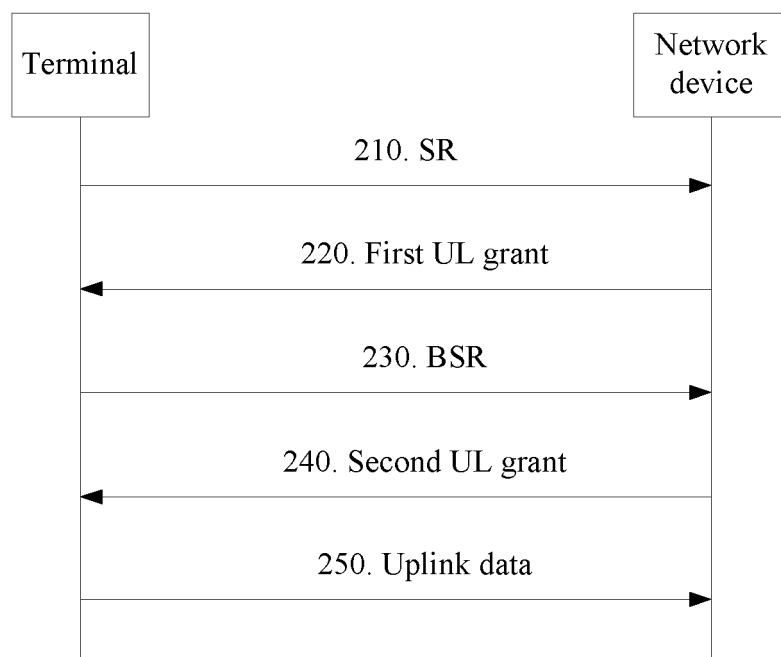 Terminal
Network
device
210. SR
220. First UL grant
230. BSR
240. Second UL grant
250. Uplink data